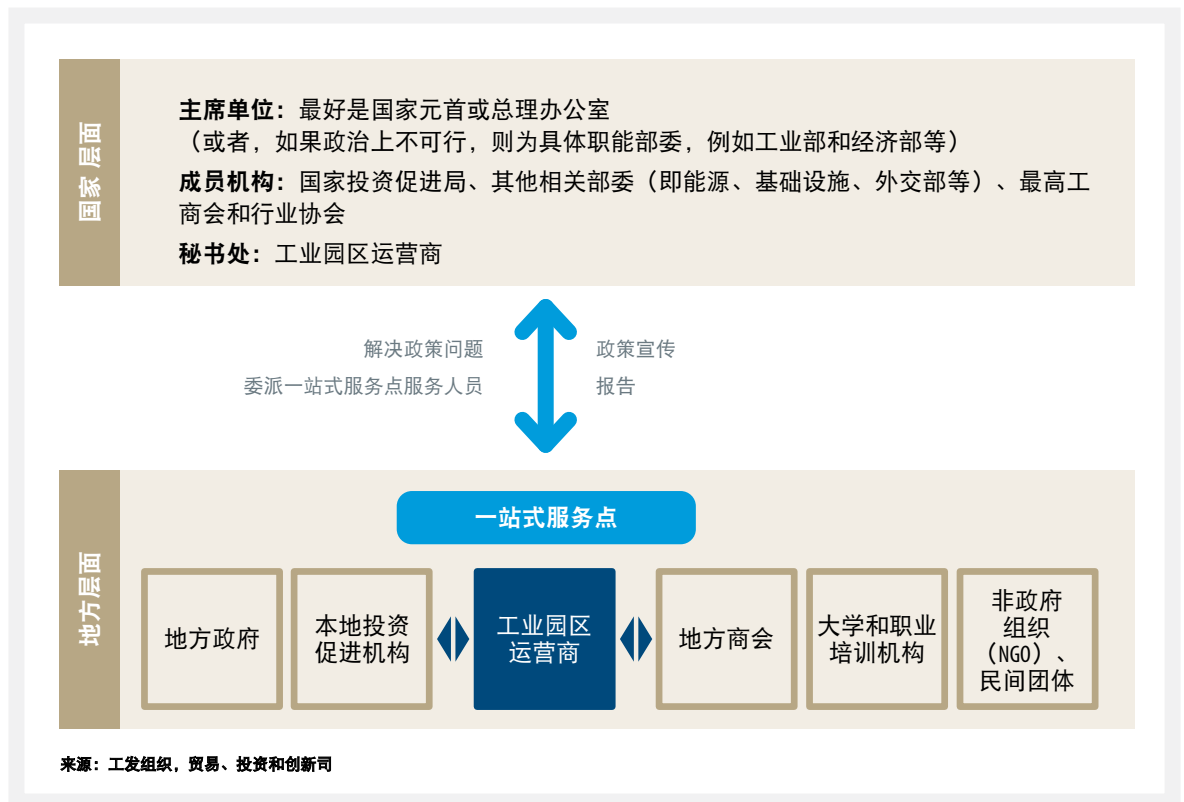 国家层面
主席单位：最好是国家元首或总理办公室
（或者，如果政治上不可行，则为具体职能部委，例如工业部和经济部等）
成员机构：国家投资促进局、其他相关部委（即能源、基础设施、外交部等）、最高工
商会和行业协会
秘书处：工业园区运营商
解决政策问题
委派一站式服务点服务人员
政策宣传
报告
地方层面
一站式服务点
地方政府
本地投资
促进机构
工业园区
运营商
地方商会
大学和职业
培训机构
非政府
组织
（NGO）、
民间团体
来源：工发组织，贸易、投资和创新司